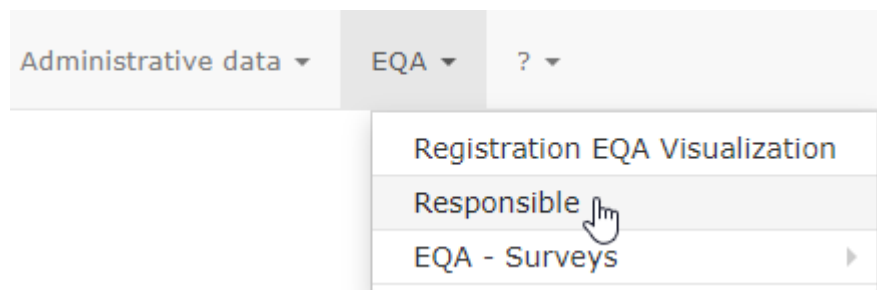 Administrative data EQA ?
Registration EQA Visualization
Responsible
EQA - Surveys